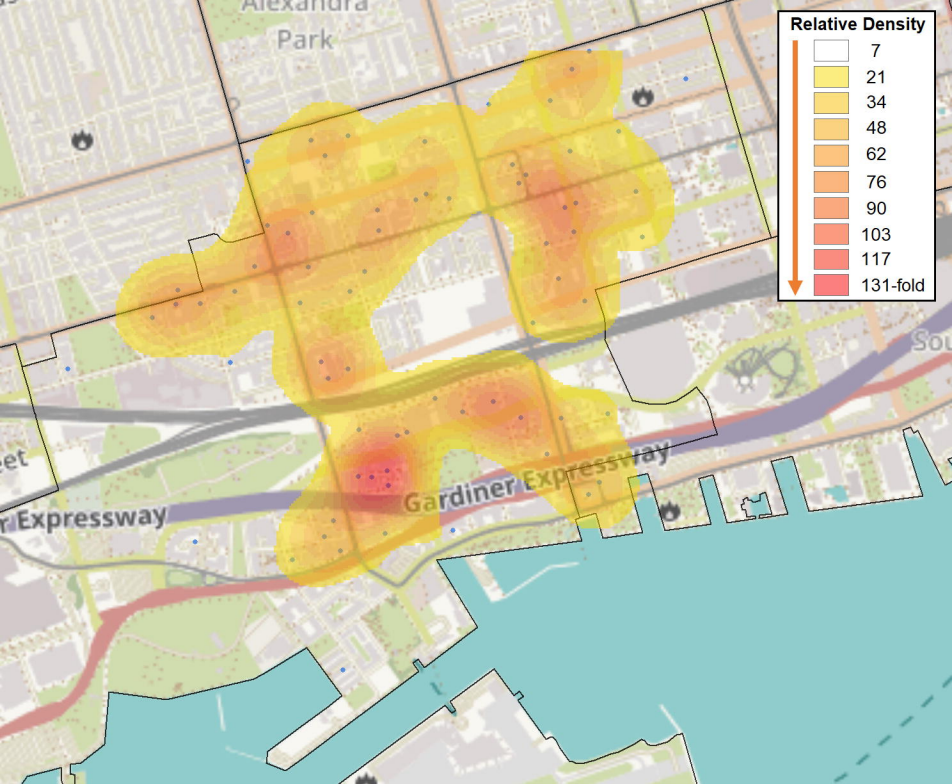 Alexandra
Park
Relative Density
7
21
34
48
62
76
90
103
117
131-fold
Sou
eet
Gardiner Expressway
r Expressway